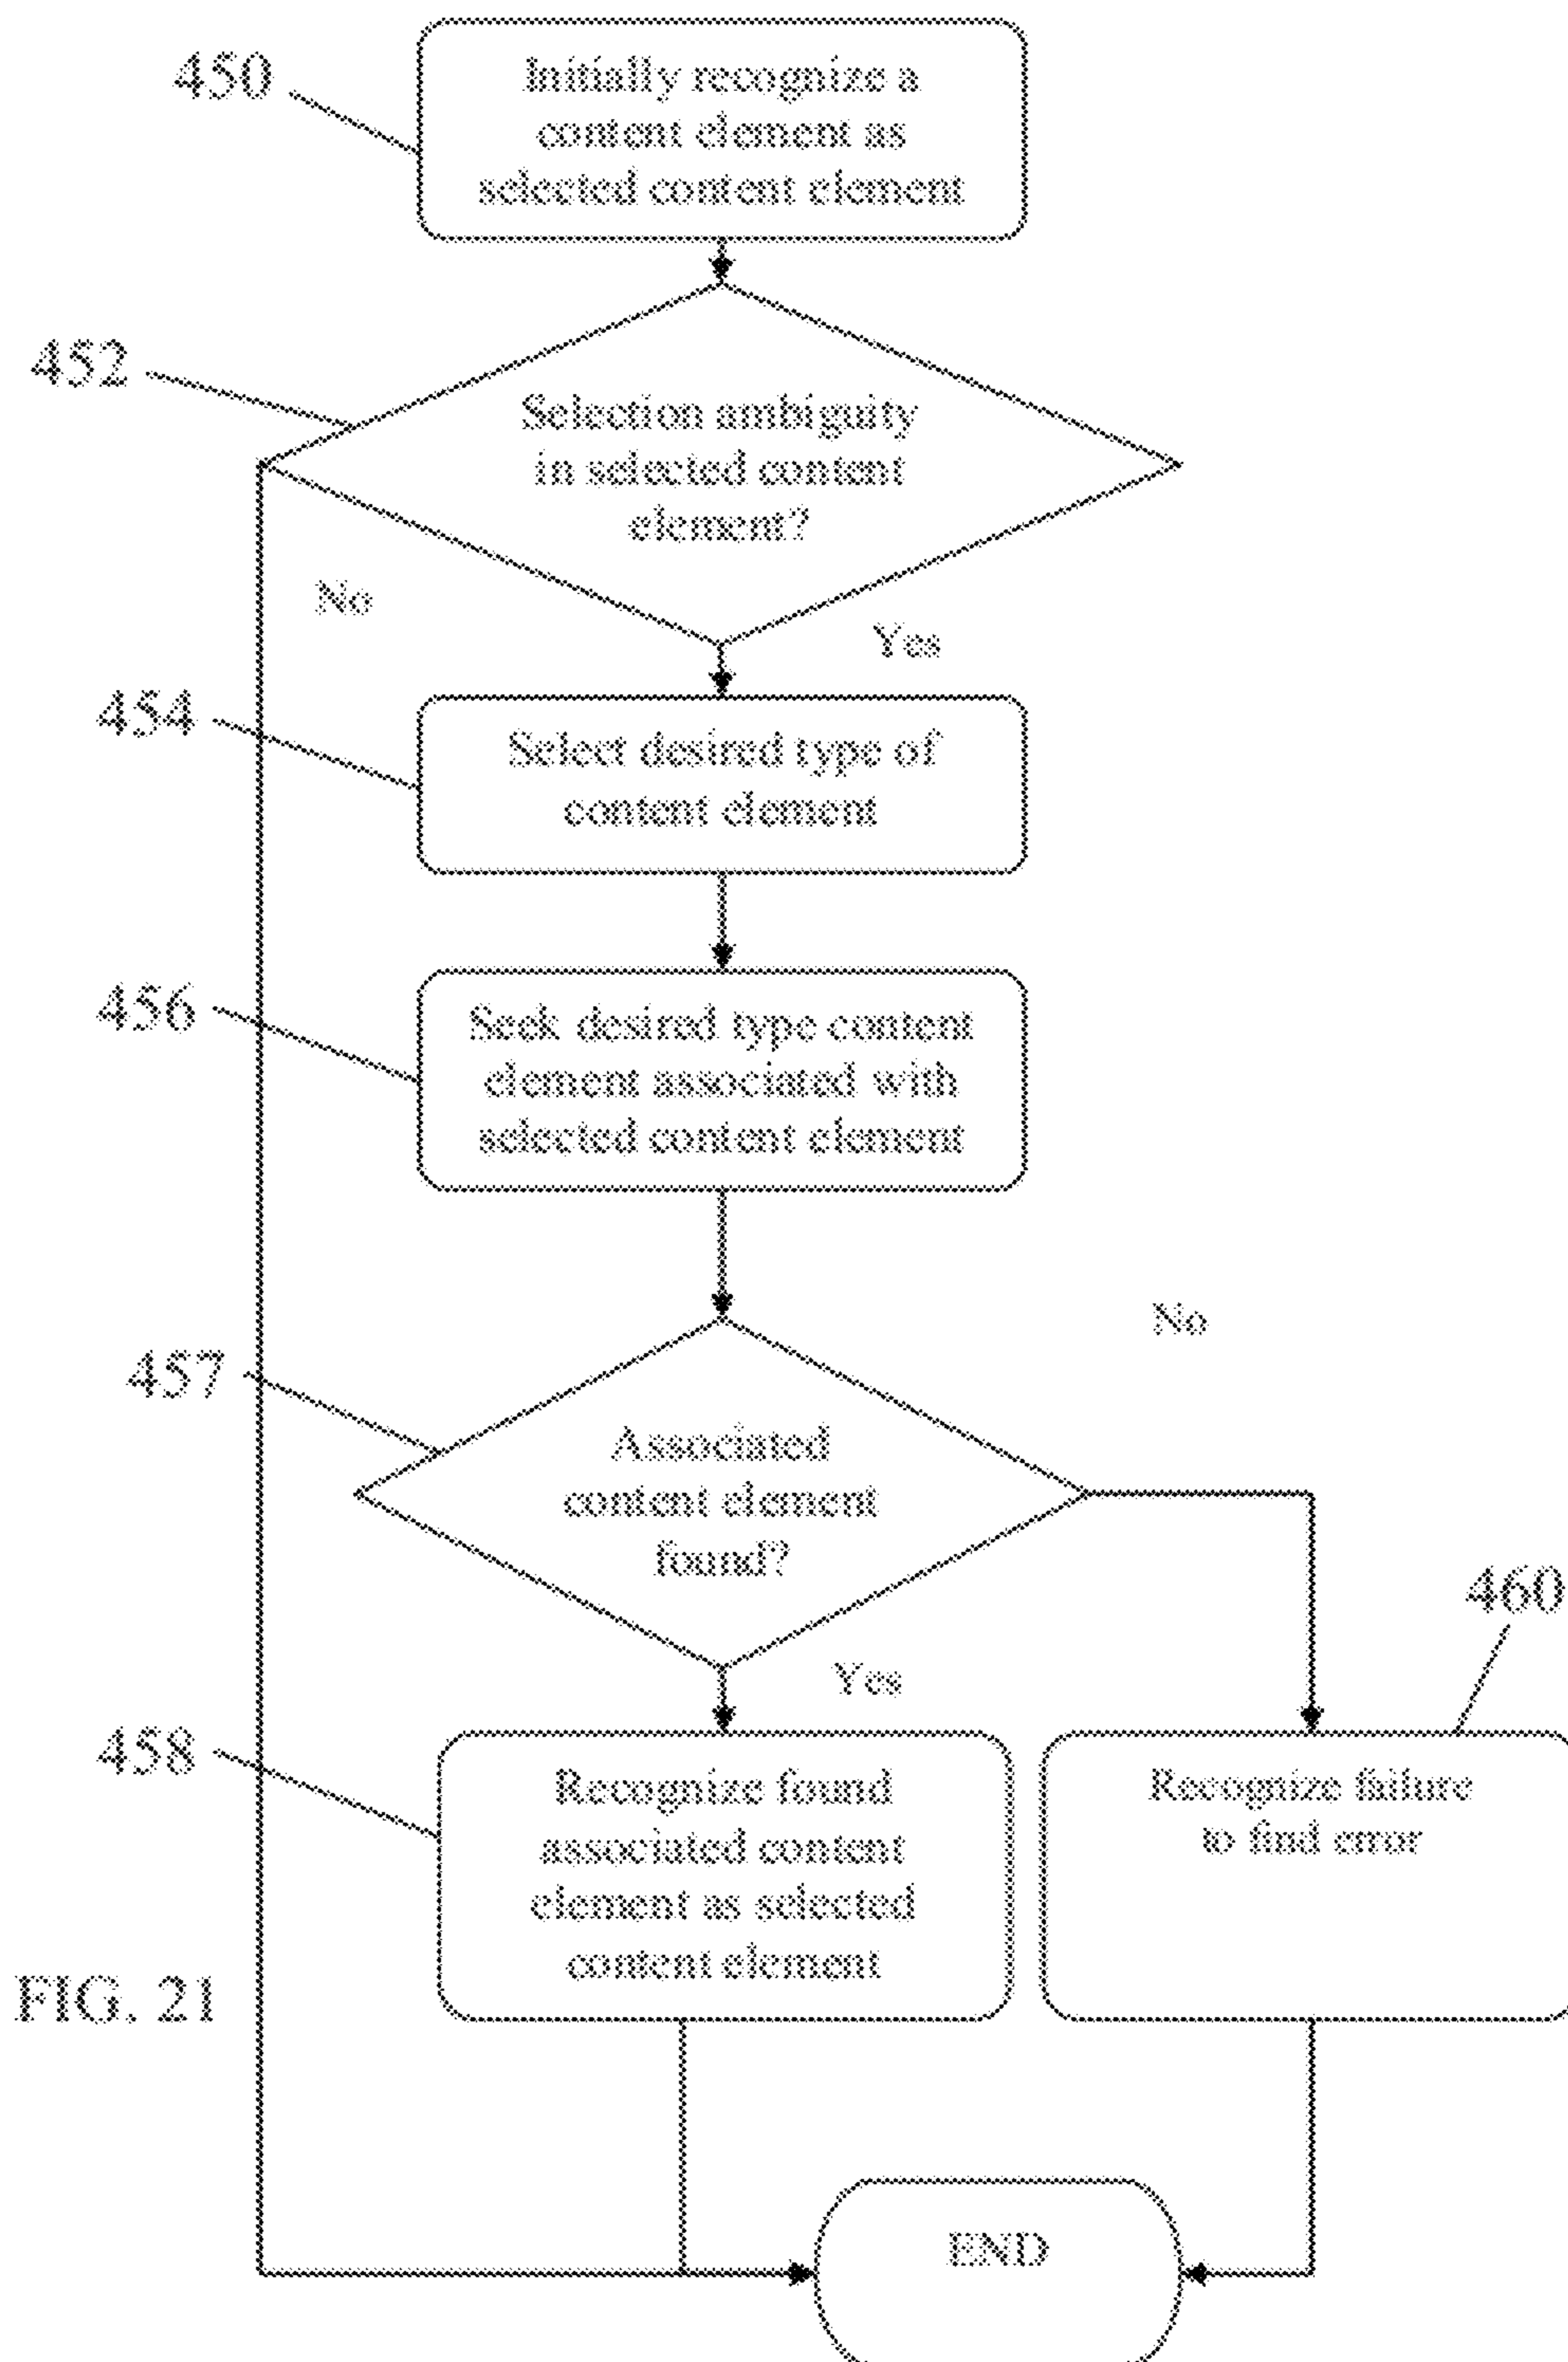 450
Initially recognize a
content element as
selected content element
452
Selection ambiguity
in selected content
element?
No
Yes
454
Select desired type of
content element
456
Seek desired type content
element associated with
selected content element
No
457
Associated
content element
found?
460
Yes
458
Recognize found
associated content
element as selected
content element
Recognize failure
to find error
FIG. 21
END